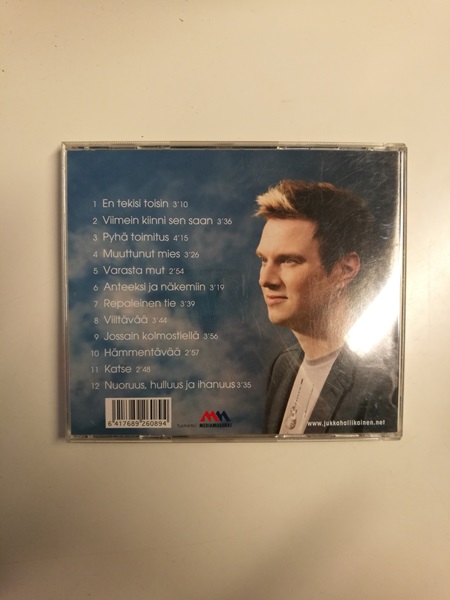 1 En tekisi toisin 3'10
2 Viimein kiinni sen saan 3'36
3 Pyhä toimitus 4'15
4 Muuttunut mies 3'26
5 Varasta mut 2'54
6 Anteeksi ja näkemiin 3'19
7 Repaleinen tie 3'39
8 Viiltävää 3'44
9 Jossain kolmostiellä 3'56
10 Hämmentävää 2'57
11 Katse 2'48
12 Nuoruus, hulluus ja ihanuus 3'35
6 417689 260894
www.jukkahallikainen.net